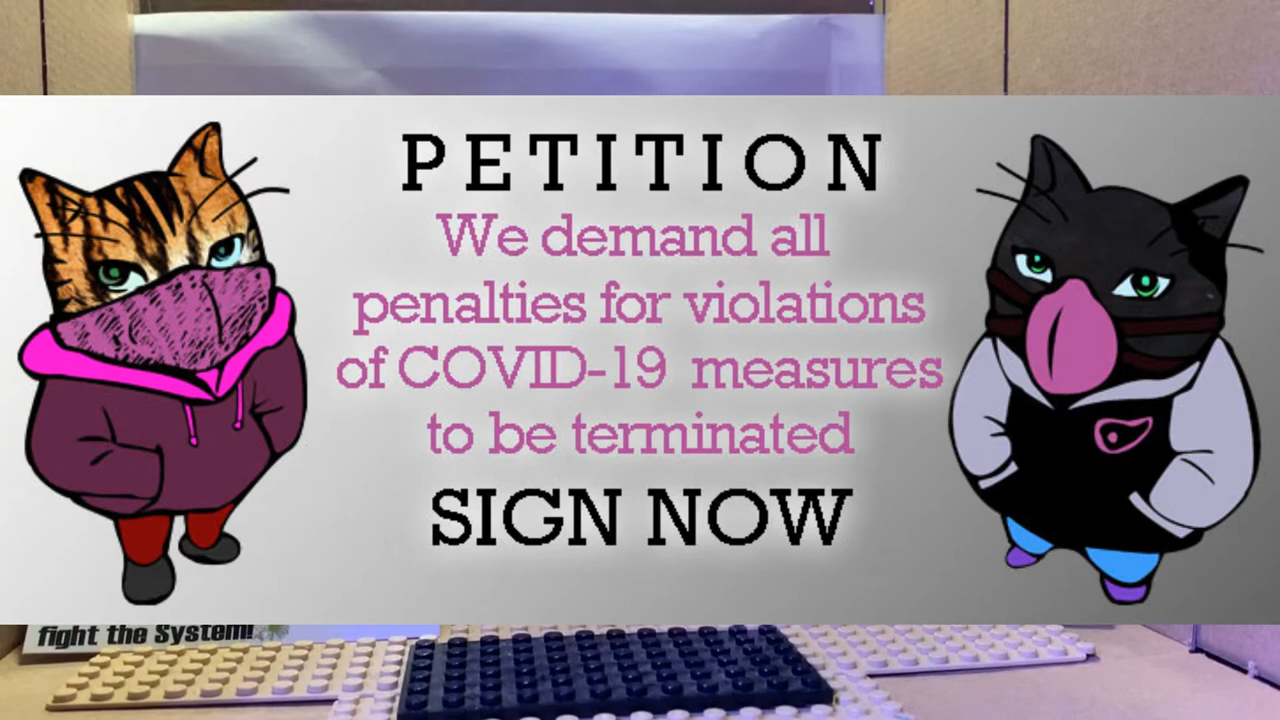 PETITION
We demand all
penalties for violations
of COVID-19 measures
to be terminated
SIGN NOW
fight the System!